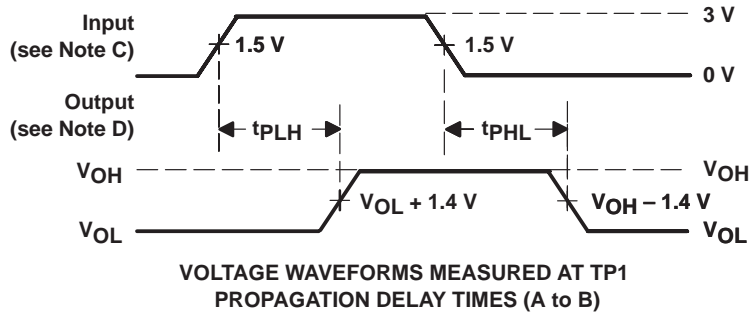 Input
(see Note C)
1.5 V
1.5 V
3 V
0 V
Output
(see Note D)
tPLH
tPHL
VOH
VOH
VOL + 1.4 V
VOH – 1.4 V
VOL
VOL
VOLTAGE WAVEFORMS MEASURED AT TP1
PROPAGATION DELAY TIMES (A to B)